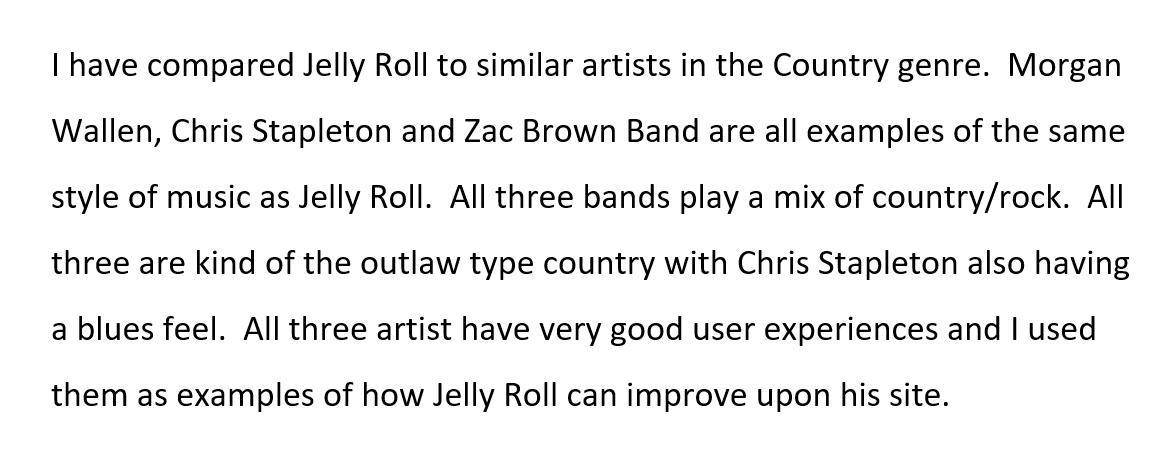 I have compared Jelly Roll to similar artists in the Country genre.  Morgan
Wallen, Chris Stapleton and Zac Brown Band are all examples of the same
style of music as Jelly Roll.  All three bands play a mix of country/rock.  All
three are kind of the outlaw type country with Chris Stapleton also having
a blues feel.  All three artist have very good user experiences and I used
them as examples of how Jelly Roll can improve upon his site.